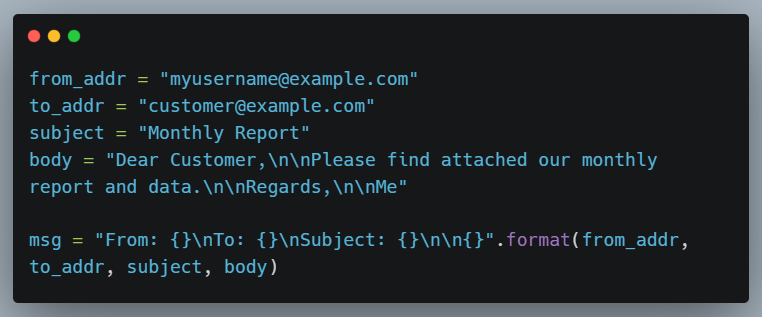 from_addr = "myusername@example.com"
to_addr = "customer@example.com"
subject = "Monthly Report"
body = "Dear Customer,\n\nPlease find attached our monthly
report and data.\n\nRegards,\n\nMe"

msg = "From: {}\nTo: {}\nSubject: {}\n\n{}".format(from_addr,
to_addr, subject, body)